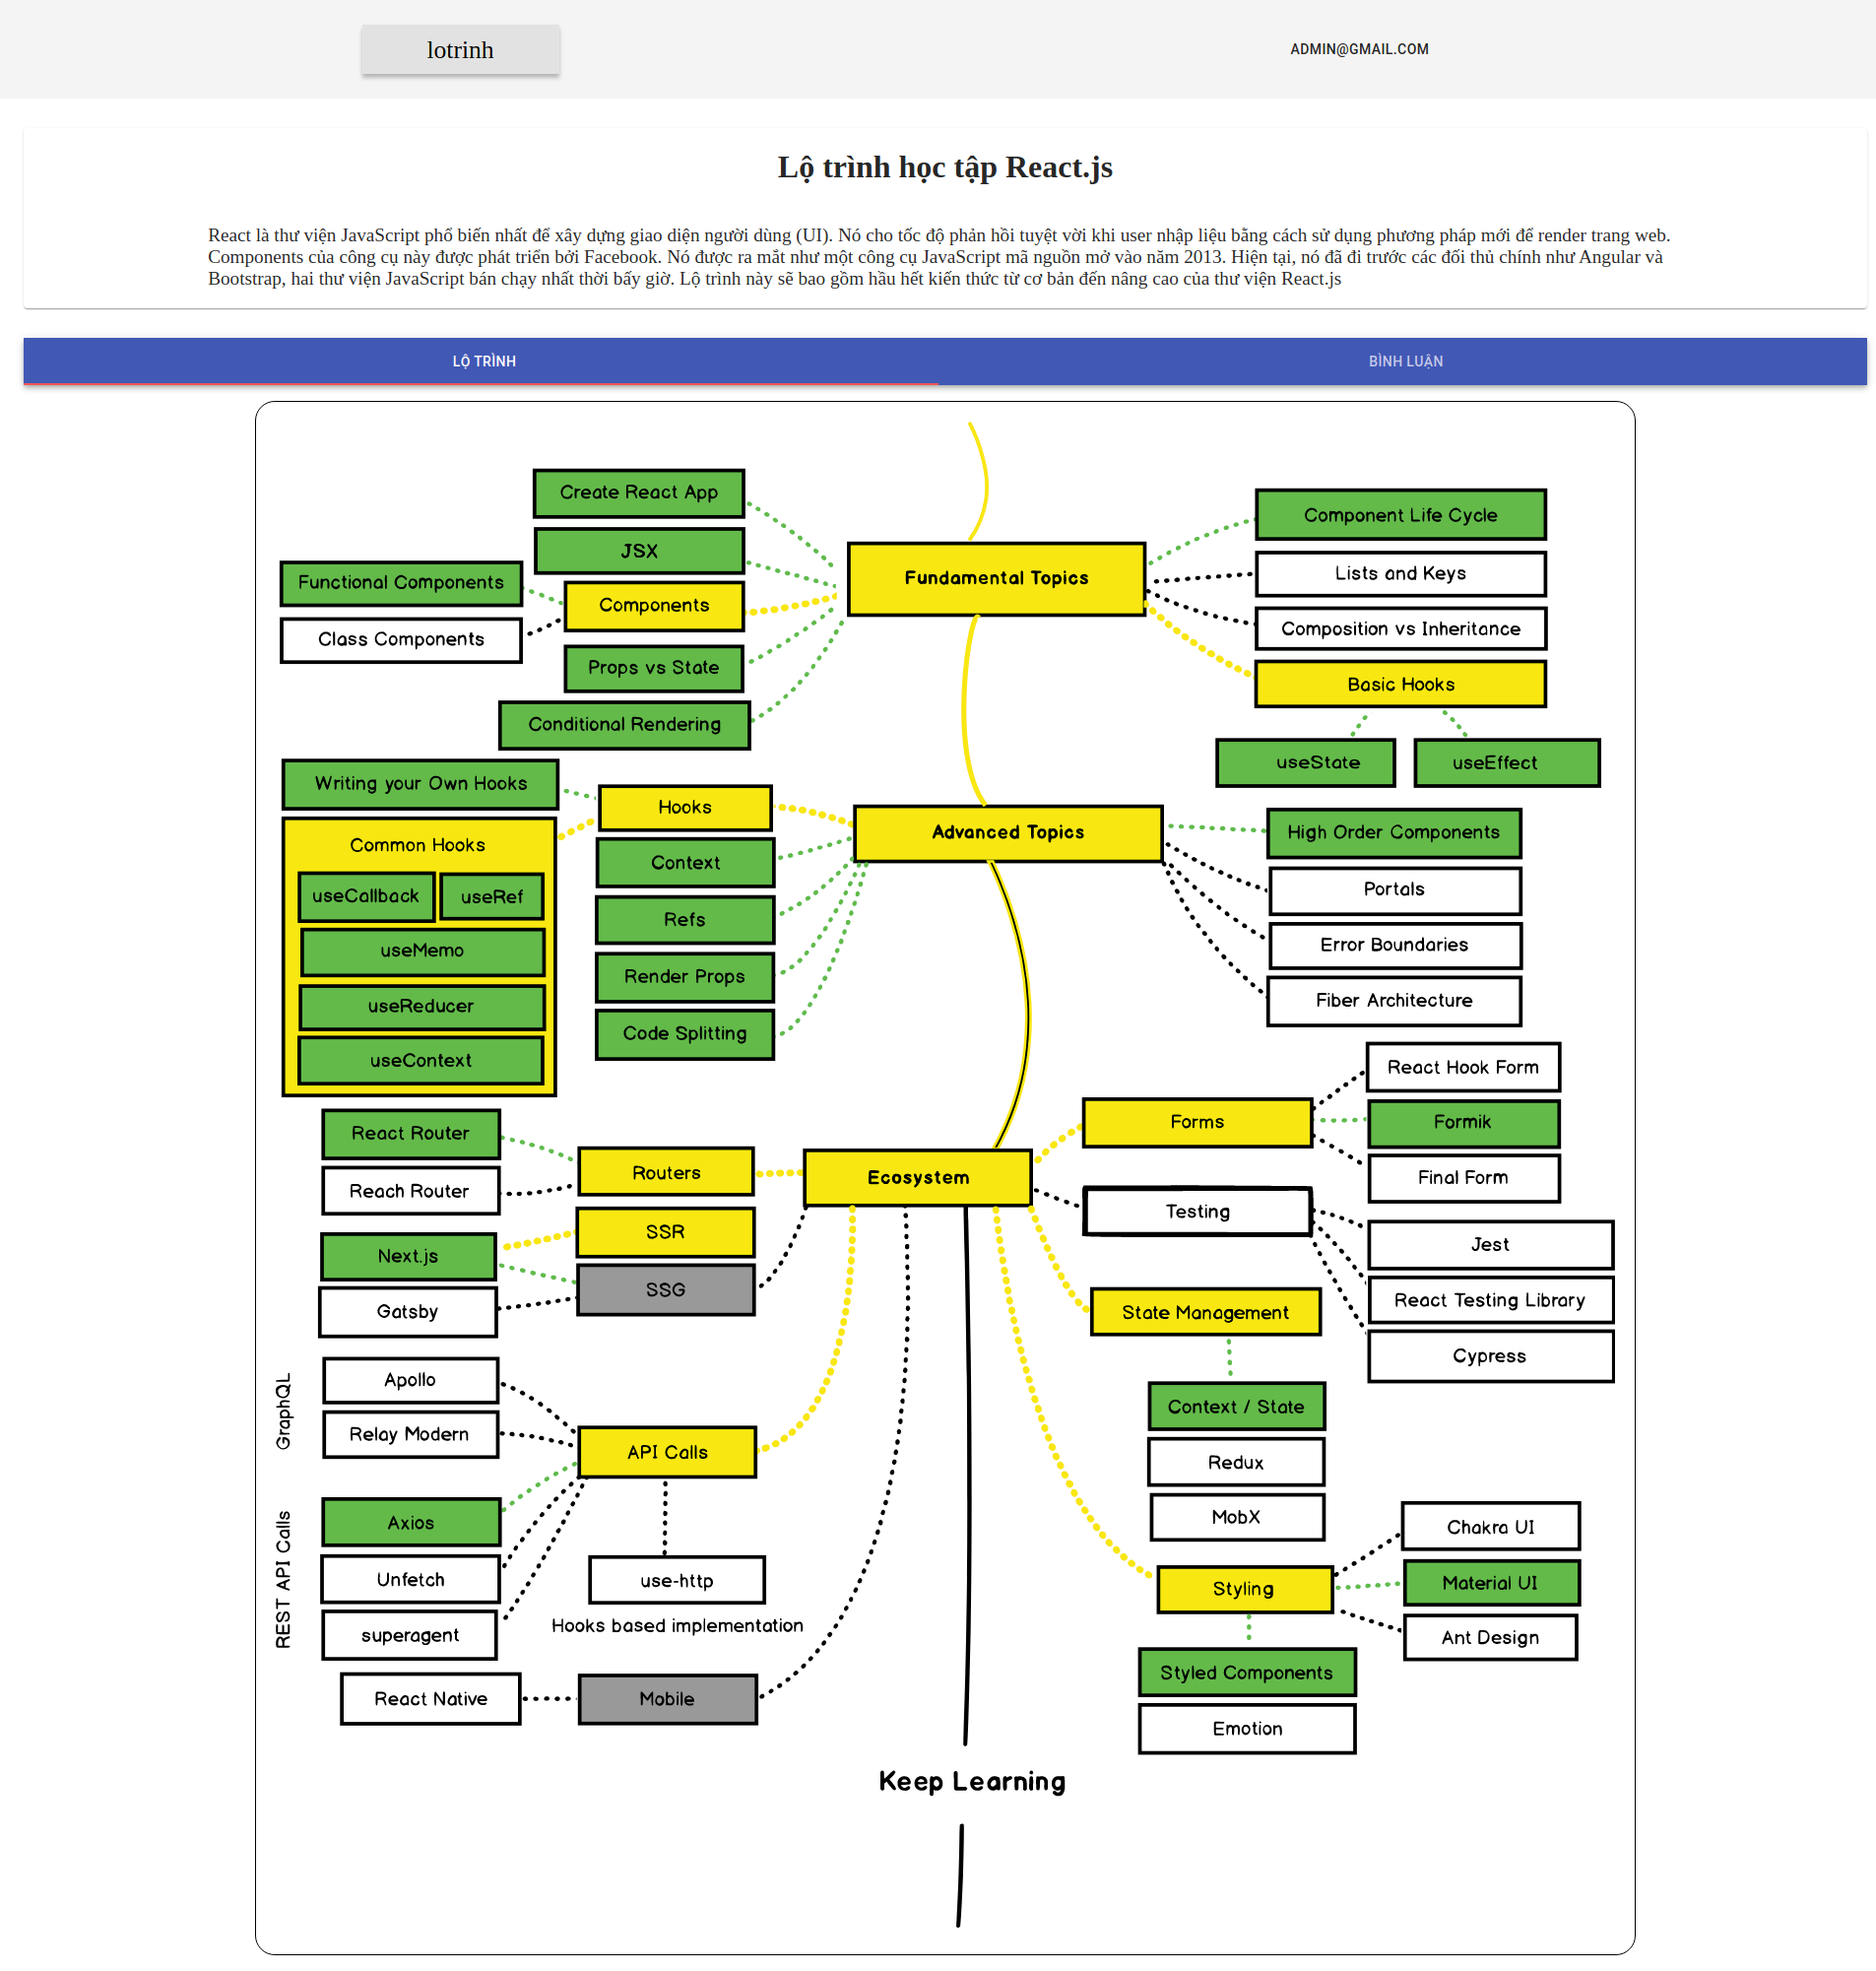 lotrinh
ADMIN@GMAIL.COM
Lộ trình học tập React.js
React là thư viện JavaScript phổ biến nhất để xây dựng giao diện người dùng (UI). Nó cho tốc độ phản hồi tuyệt vời khi user nhập liệu bằng cách sử dụng phương pháp mới để render trang web.
Components của công cụ này được phát triển bởi Facebook. Nó được ra mắt như một công cụ JavaScript mã nguồn mở vào năm 2013. Hiện tại, nó đã đi trước các đối thủ chính như Angular và
Bootstrap, hai thư viện JavaScript bán chạy nhất thời bấy giờ. Lộ trình này sẽ bao gồm hầu hết kiến thức từ cơ bản đến nâng cao của thư viện React.js
LỘ TRÌNH
BÌNH LUẬN
Create React App
JSX
Functional Components
Components
Class Components
Props vs State
Conditional Rendering
Fundamental Topics
Component Life Cycle
Lists and Keys
Composition vs Inheritance
Basic Hooks
useState
useEffect
Writing your Own Hooks
Hooks
Common Hooks
useCallback
useRef
useMemo
useReducer
useContext
Context
Refs
Render Props
Code Splitting
Advanced Topics
High Order Components
Portals
Error Boundaries
Fiber Architecture
React Router
Reach Router
Routers
SSR
Next.js
SSG
Gatsby
Ecosystem
Forms
React Hook Form
Formik
Final Form
Testing
Jest
React Testing Library
Cypress
State Management
Context / State
Redux
MobX
GraphQL
Apollo
Relay Modern
API Calls
REST API Calls
Axios
Unfetch
superagent
use-http
Hooks based implementation
React Native
Mobile
Styling
Chakra UI
Material UI
Ant Design
Styled Components
Emotion
Keep Learning